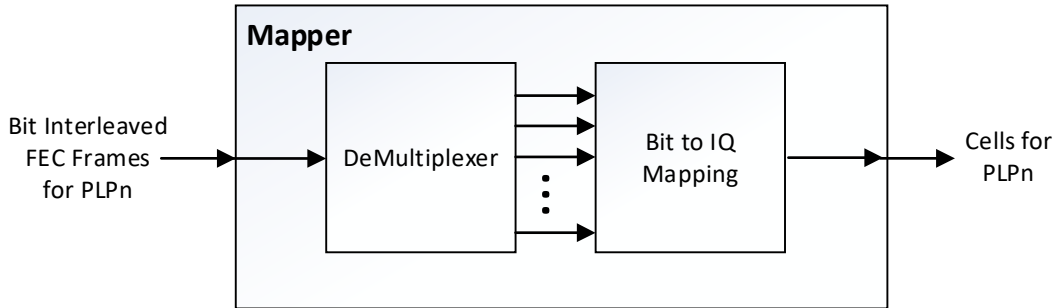 Mapper
Bit Interleaved
FEC Frames
for PLPn
DeMultiplexer
Bit to IQ
Mapping
Cells for
PLPn